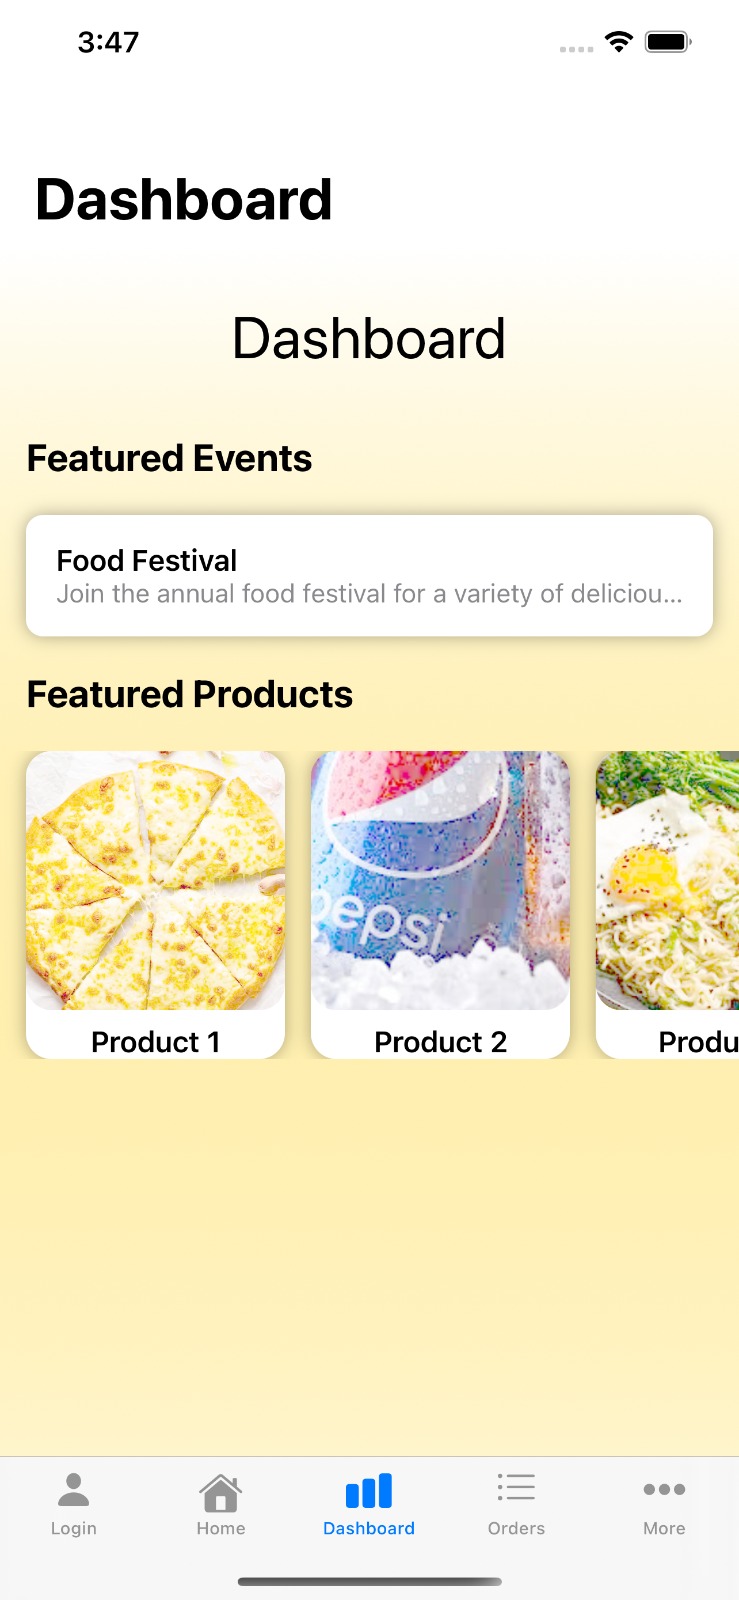 3:47
Dashboard
Dashboard
Featured Events
Food Festival
Join the annual food festival for a variety of deliciou...
Featured Products
pepsi
Product 1
Product 2
Produ
Login
Home
Dashboard
Orders
More